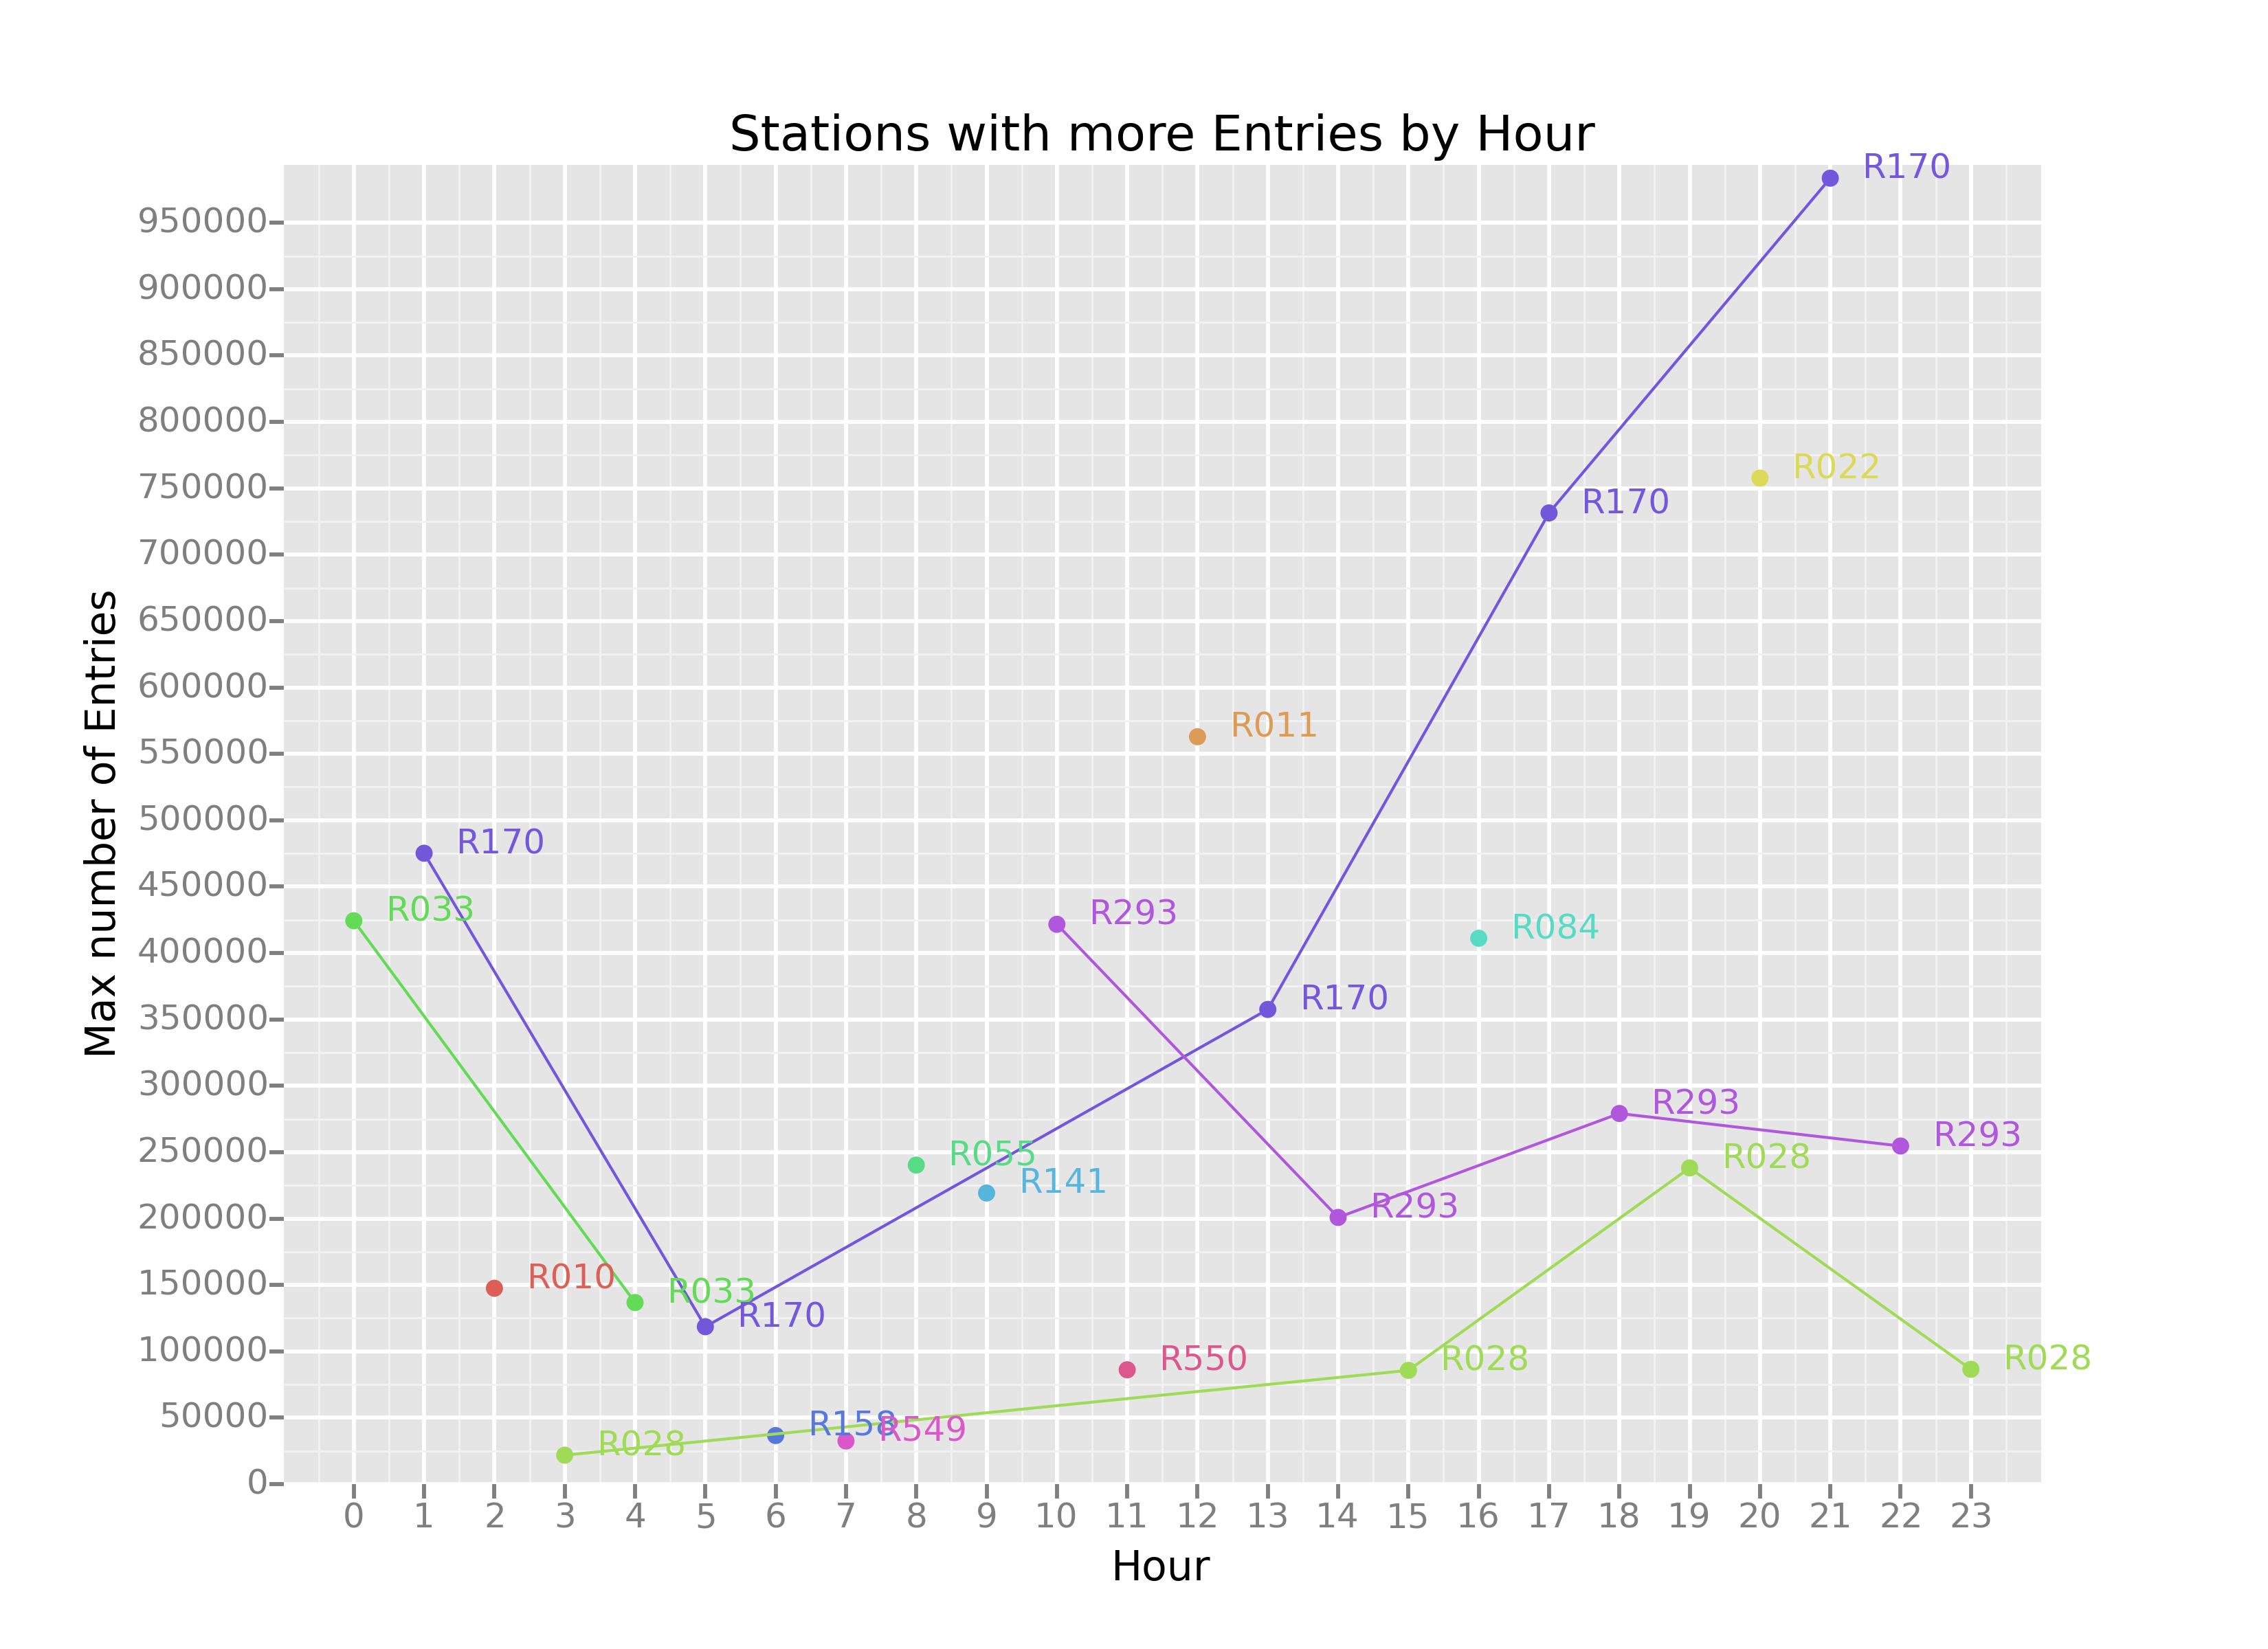 Stations with more Entries by Hour
Max number of Entries
950000
900000
850000
800000
750000
700000
650000
600000
550000
500000
450000
400000
350000
300000
250000
200000
150000
100000
50000
0
R170
R022
R170
R011
R170
R033
R293
R084
R170
R293
R293
R055
R028
R141
R293
R010
R033
R170
R550
R028
R028
R158
R549
R028
0 1 2 3 4 5 6 7 8 9 10 11 12 13 14 15 16 17 18 19 20 21 22 23
Hour